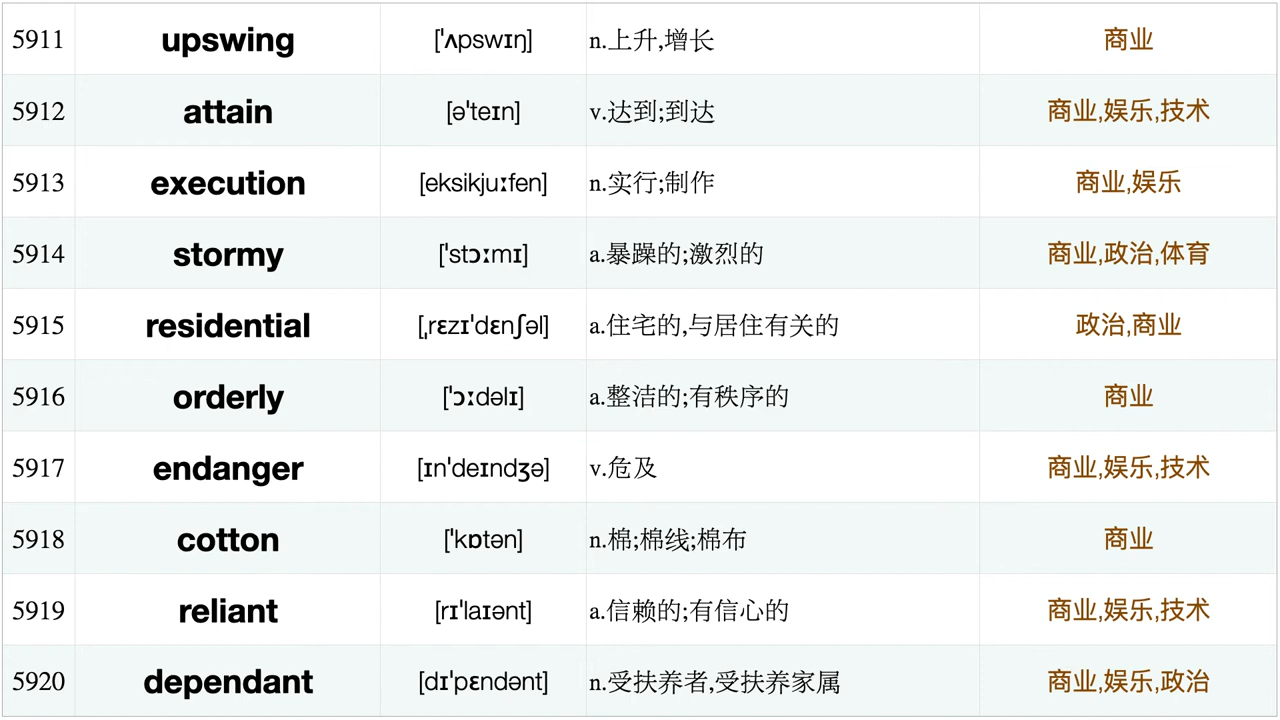 5911 upswing [ˈʌpswɪŋ] n.上升,增长 商业
5912 attain [əˈteɪn] v.达到;到达 商业,娱乐,技术
5913 execution [eksikjuːfen] n.实行;制作 商业,娱乐
5914 stormy [ˈstɔːmɪ] a.暴躁的;激烈的 商业,政治,体育
5915 residential [ˌrɛzɪˈdɛnʃəl] a.住宅的,与居住有关的 政治,商业
5916 orderly [ˈɔːdəlɪ] a.整洁的;有秩序的 商业
5917 endanger [ɪnˈdeɪndʒə] v.危及 商业,娱乐,技术
5918 cotton [ˈkɒtən] n.棉;棉线;棉布 商业
5919 reliant [rɪˈlaɪənt] a.信赖的;有信心的 商业,娱乐,技术
5920 dependant [dɪˈpɛndənt] n.受扶养者,受扶养家属 商业,娱乐,政治